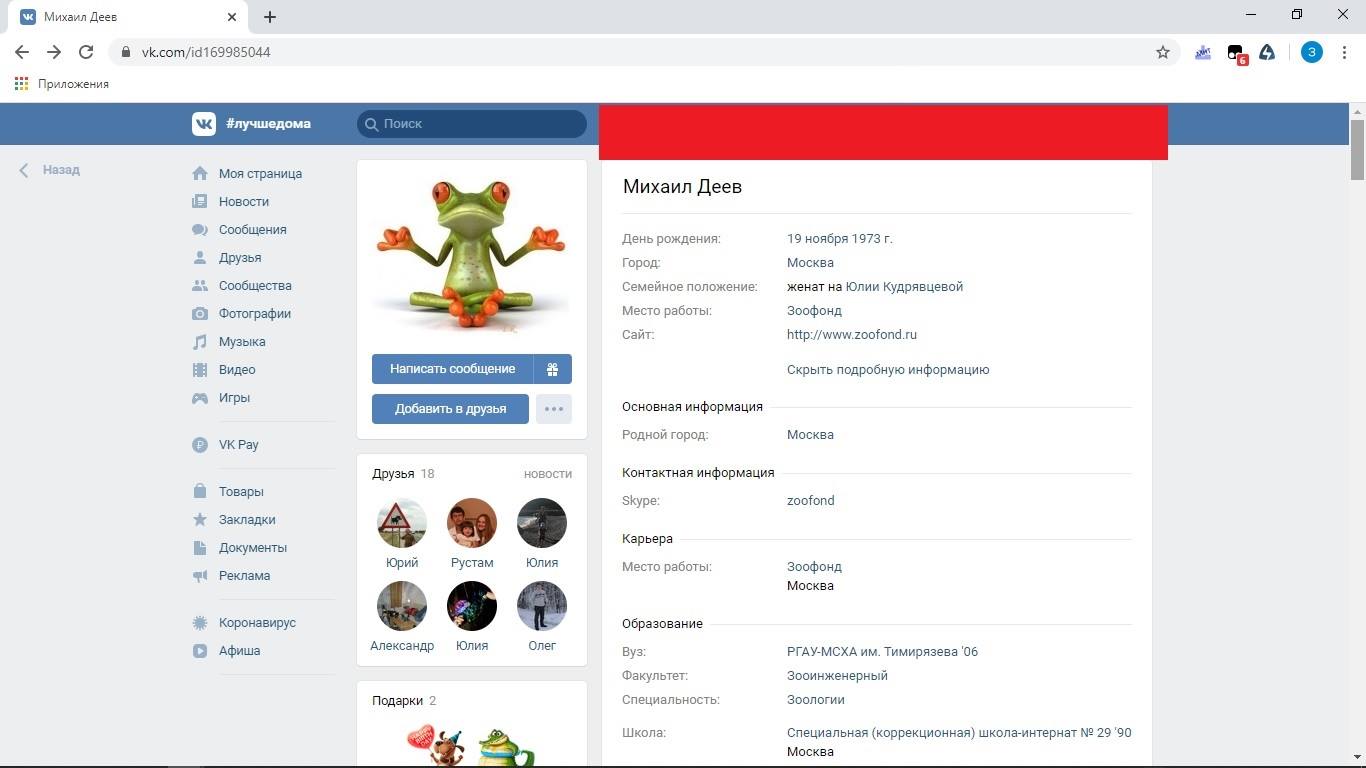 Михаил Деев
vk.com/id169985044
6
З
Приложения
#лучшедома
Поиск
Назад
Моя страница
Новости
Сообщения
Друзья
Сообщества
Фотографии
Музыка
Видео
Игры
VK Pay
Товары
Закладки
Документы
Реклама
Коронавирус
Афиша
Написать сообщение
Добавить в друзья
Друзья 18 новости
Юрий Рустам Юлия
Александр Юлия Олег
Подарки 2
Михаил Деев
День рождения: 19 ноября 1973 г.
Город: Москва
Семейное положение: женат на Юлии Кудрявцевой
Место работы: Зоофонд
Сайт: http://www.zoofond.ru
Скрыть подробную информацию
Основная информация
Родной город: Москва
Контактная информация
Skype: zoofond
Карьера
Место работы: Зоофонд
Москва
Образование
Вуз: РГАУ-МСХА им. Тимирязева '06
Факультет: Зооинженерный
Специальность: Зоологии
Школа: Специальная (коррекционная) школа-интернат № 29 '90
Москва